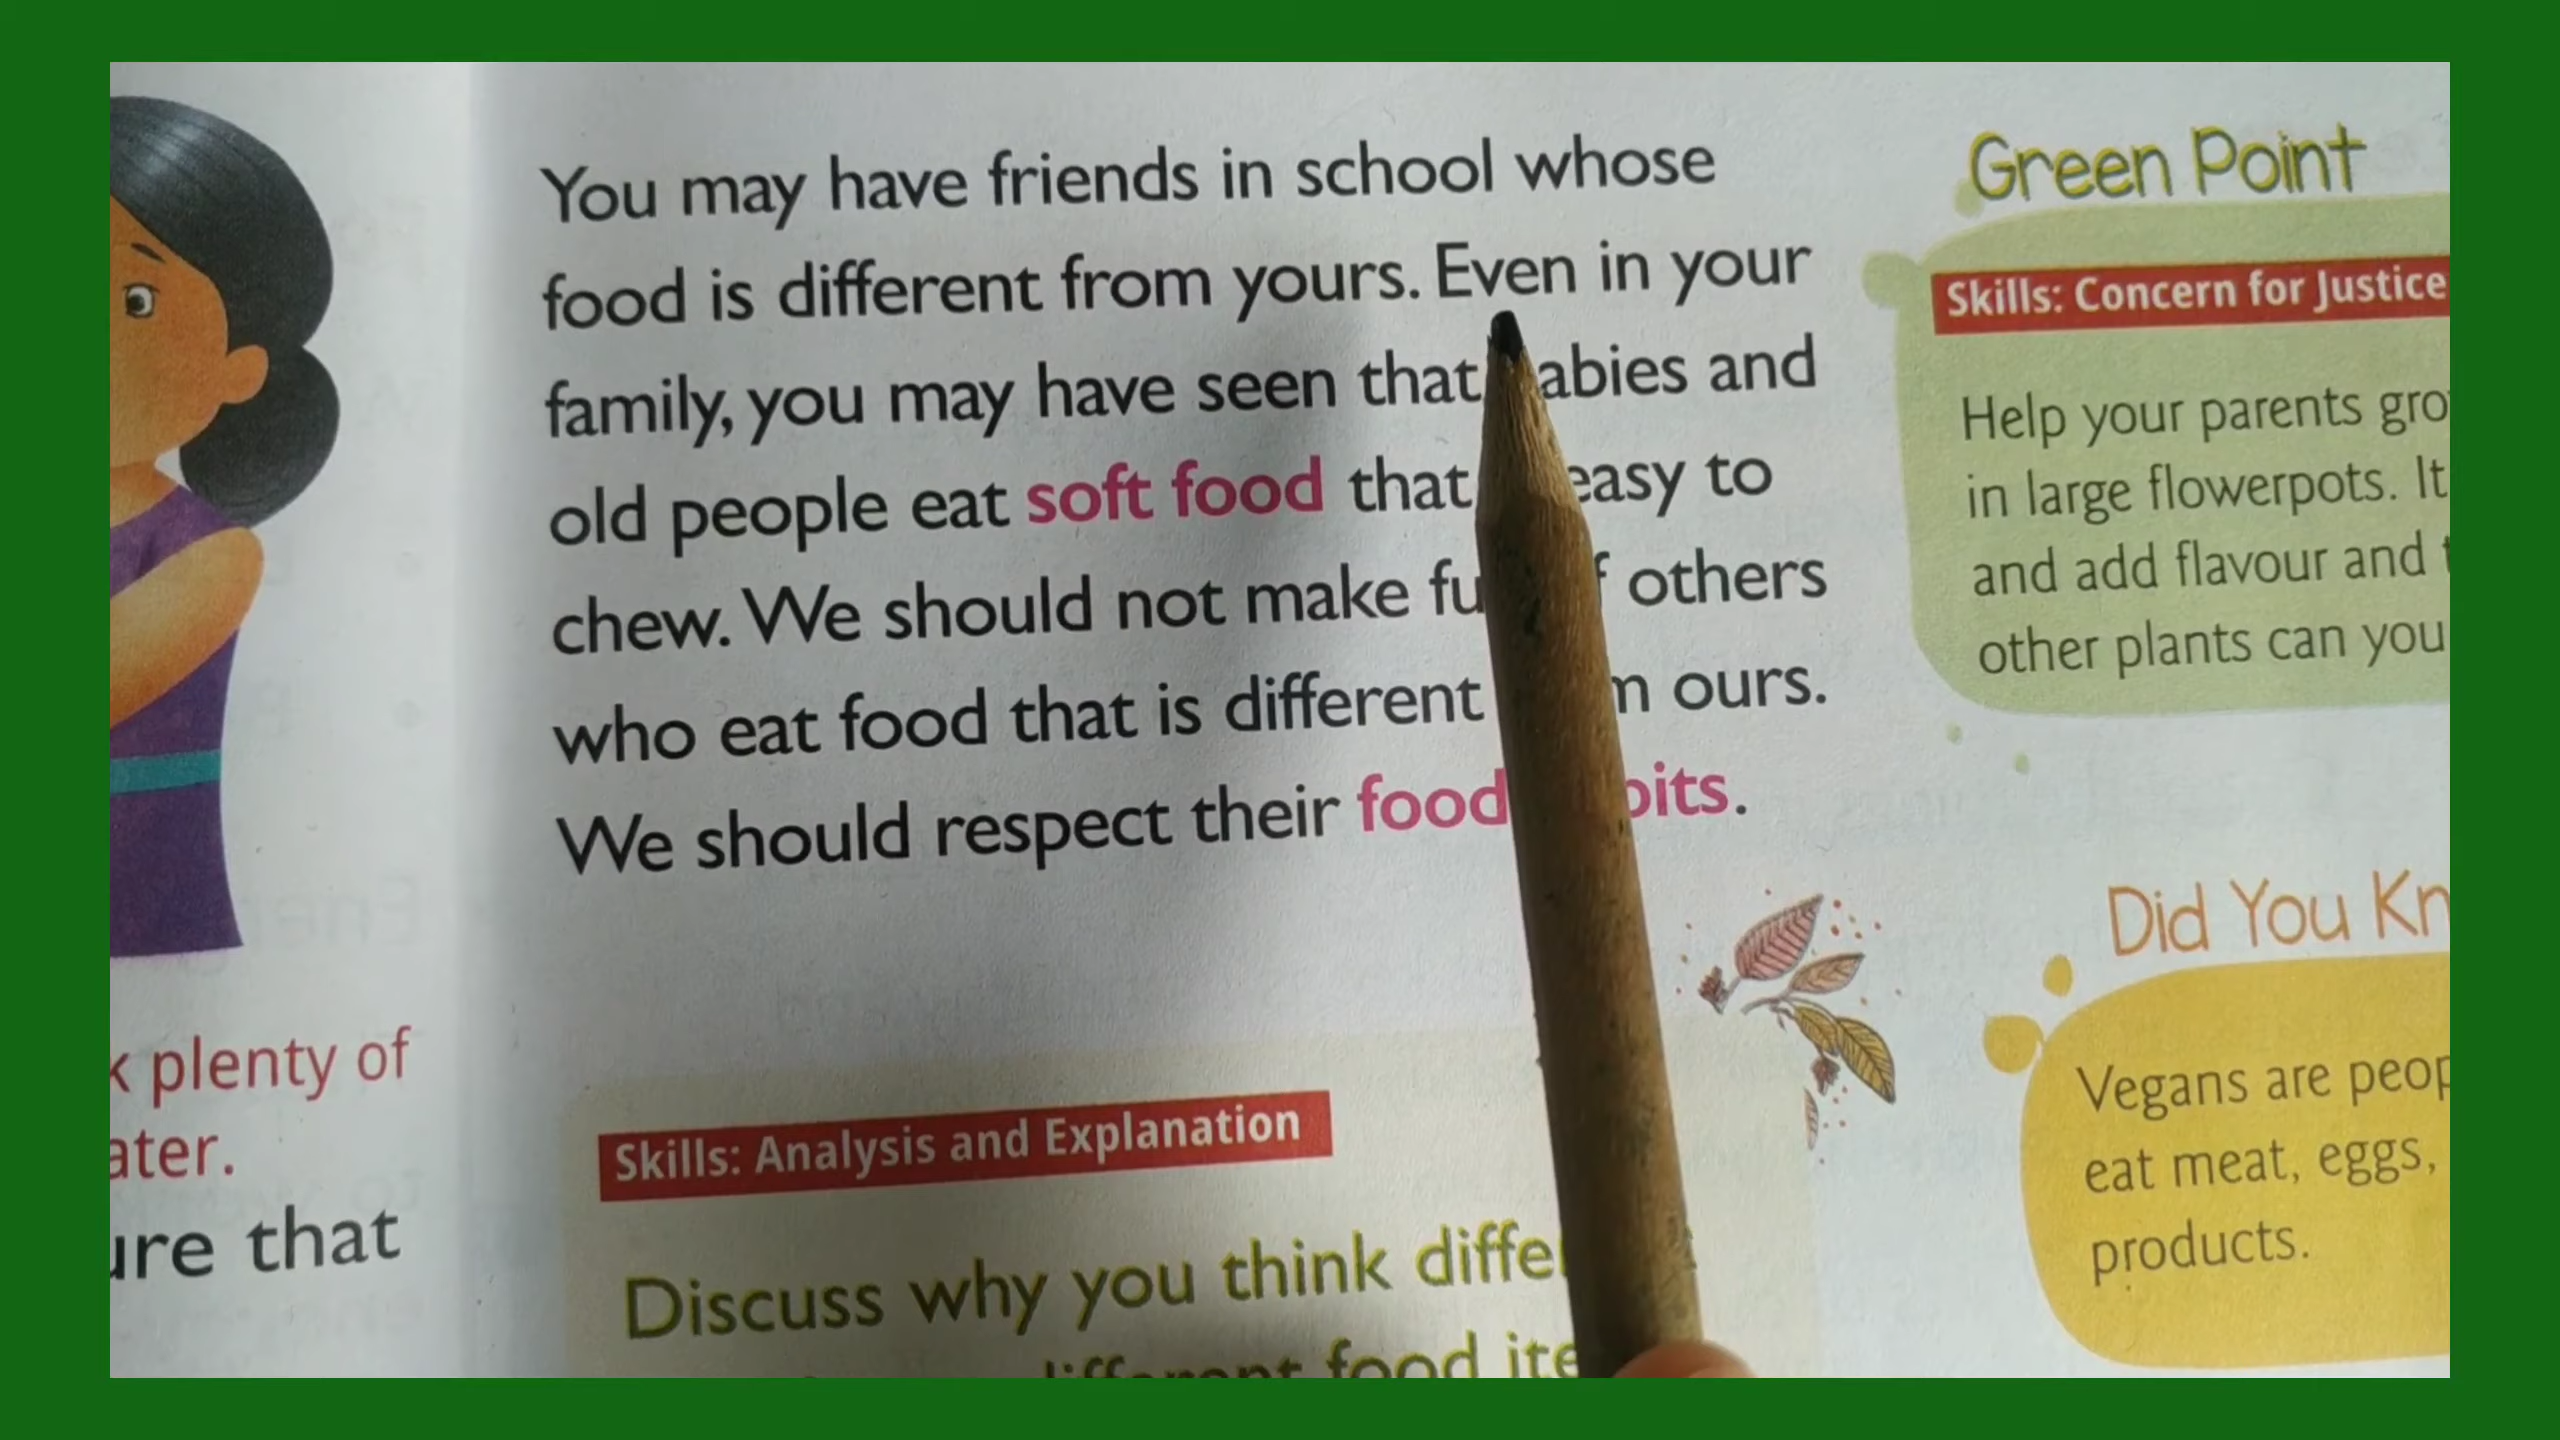 You may have friends in school whose
food is different from yours. Even in your
family, you may have seen that abies and
old people eat soft food that easy to
chew. We should not make fu f others
who eat food that is different m ours.
We should respect their food bits.
Skills: Analysis and Explanation
Discuss why you think diffe
different food ite
plenty of
ater.
ure that
Green Point
Skills: Concern for Justice
Help your parents gro
in large flowerpots. It
and add flavour and
other plants can you
Did You Kn
Vegans are peop
eat meat, eggs,
products.